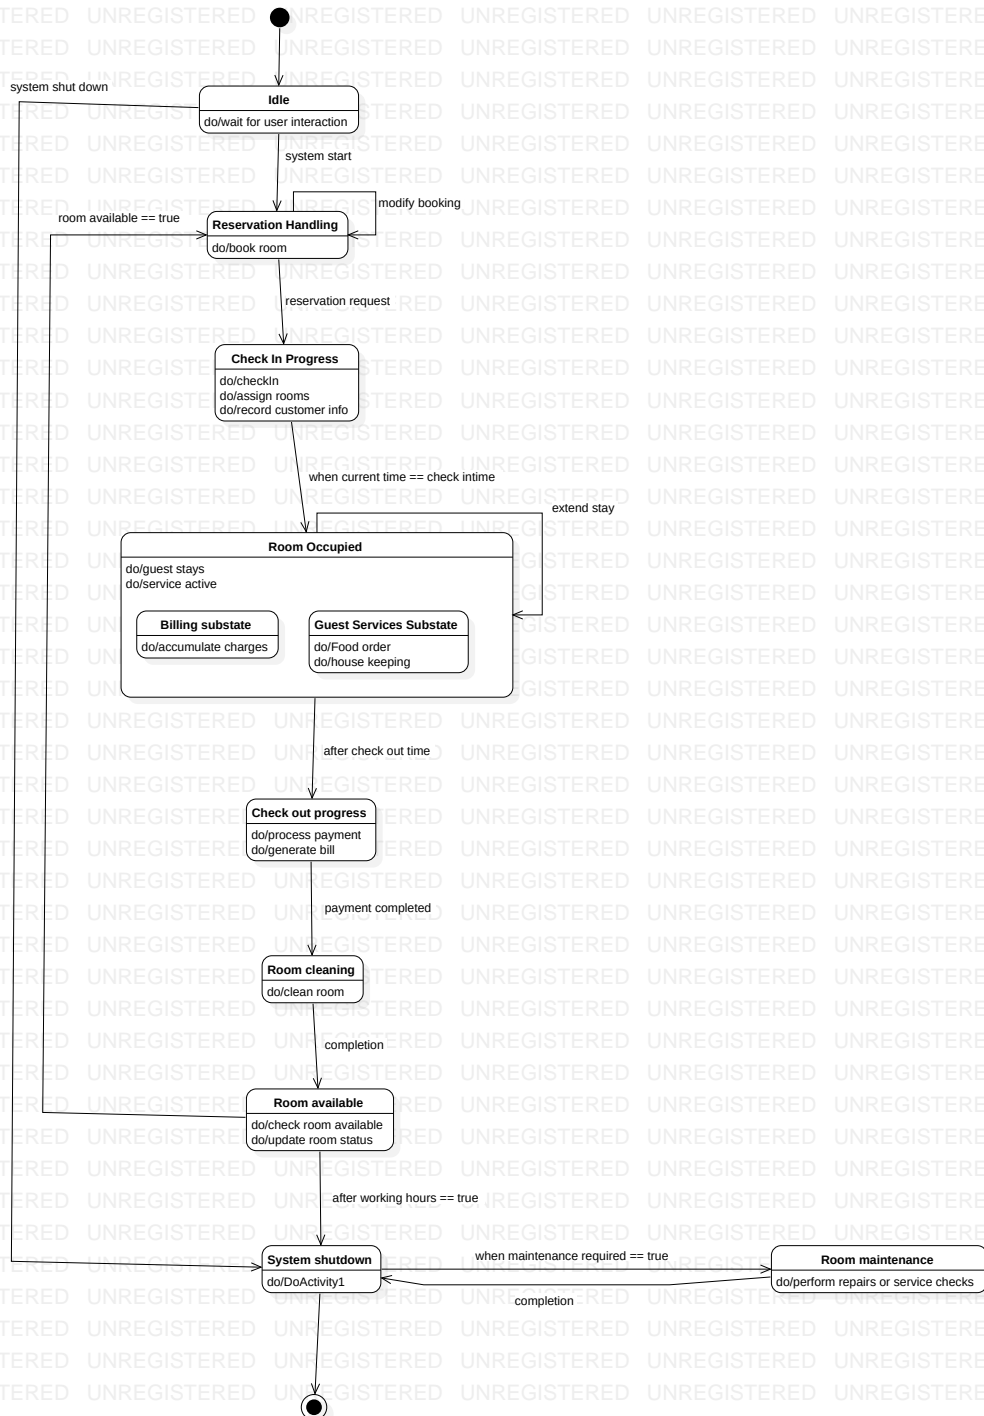 system shut down
Idle
do/wait for user interaction
system start
room available == true
modify booking
Reservation Handling
do/book room
reservation request
Check In Progress
do/checkIn
do/assign rooms
do/record customer info
when current time == check intime
extend stay
Room Occupied
do/guest stays
do/service active
Billing substate
do/accumulate charges
Guest Services Substate
do/Food order
do/house keeping
after check out time
Check out progress
do/process payment
do/generate bill
payment completed
Room cleaning
do/clean room
completion
Room available
do/check room available
do/update room status
after working hours == true
System shutdown
do/DoActivity1
when maintenance required == true
completion
Room maintenance
do/perform repairs or service checks
UNREGISTERED